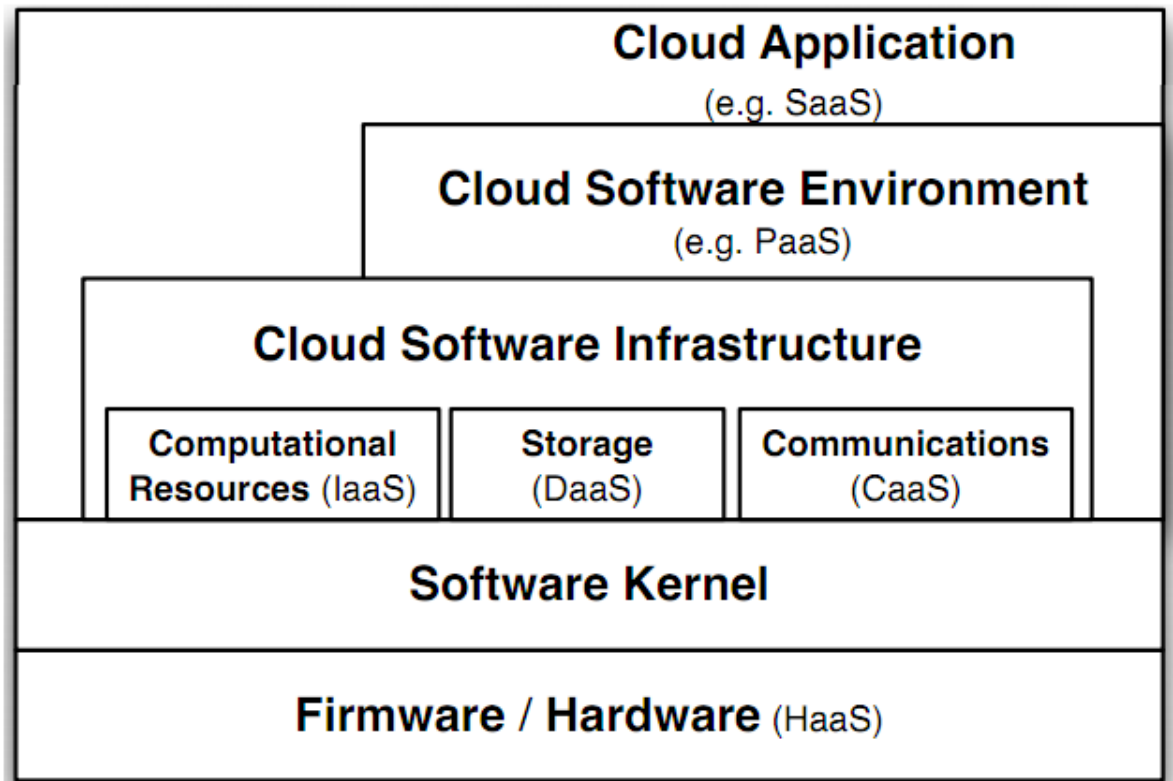 Cloud Application
(e.g. SaaS)
Cloud Software Environment
(e.g. PaaS)
Cloud Software Infrastructure
Computational
Resources (IaaS)
Storage
(DaaS)
Communications
(CaaS)
Software Kernel
Firmware / Hardware (HaaS)